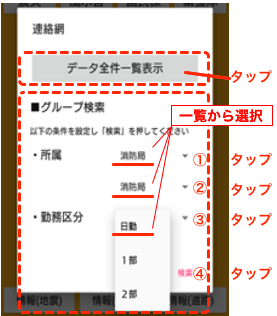 連絡網
データ全件一覧表示
タップ
■グループ検索
一覧から選択
以下の条件を設定し「検索」を押してください
・所属
消防局
① タップ
消防局
② タップ
・勤務区分
③ タップ
日勤
1部
検索
④ タップ
2部
情報(地震)
情報(
情報(道路)